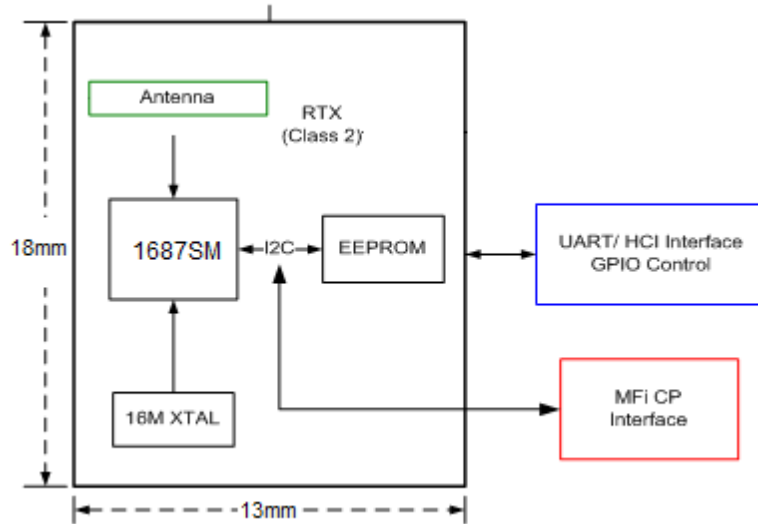 Antenna
RTX
(Class 2)
18mm
1687SM
I2C
EEPROM
UART/ HCI Interface
GPIO Control
16M XTAL
MFi CP
Interface
13mm